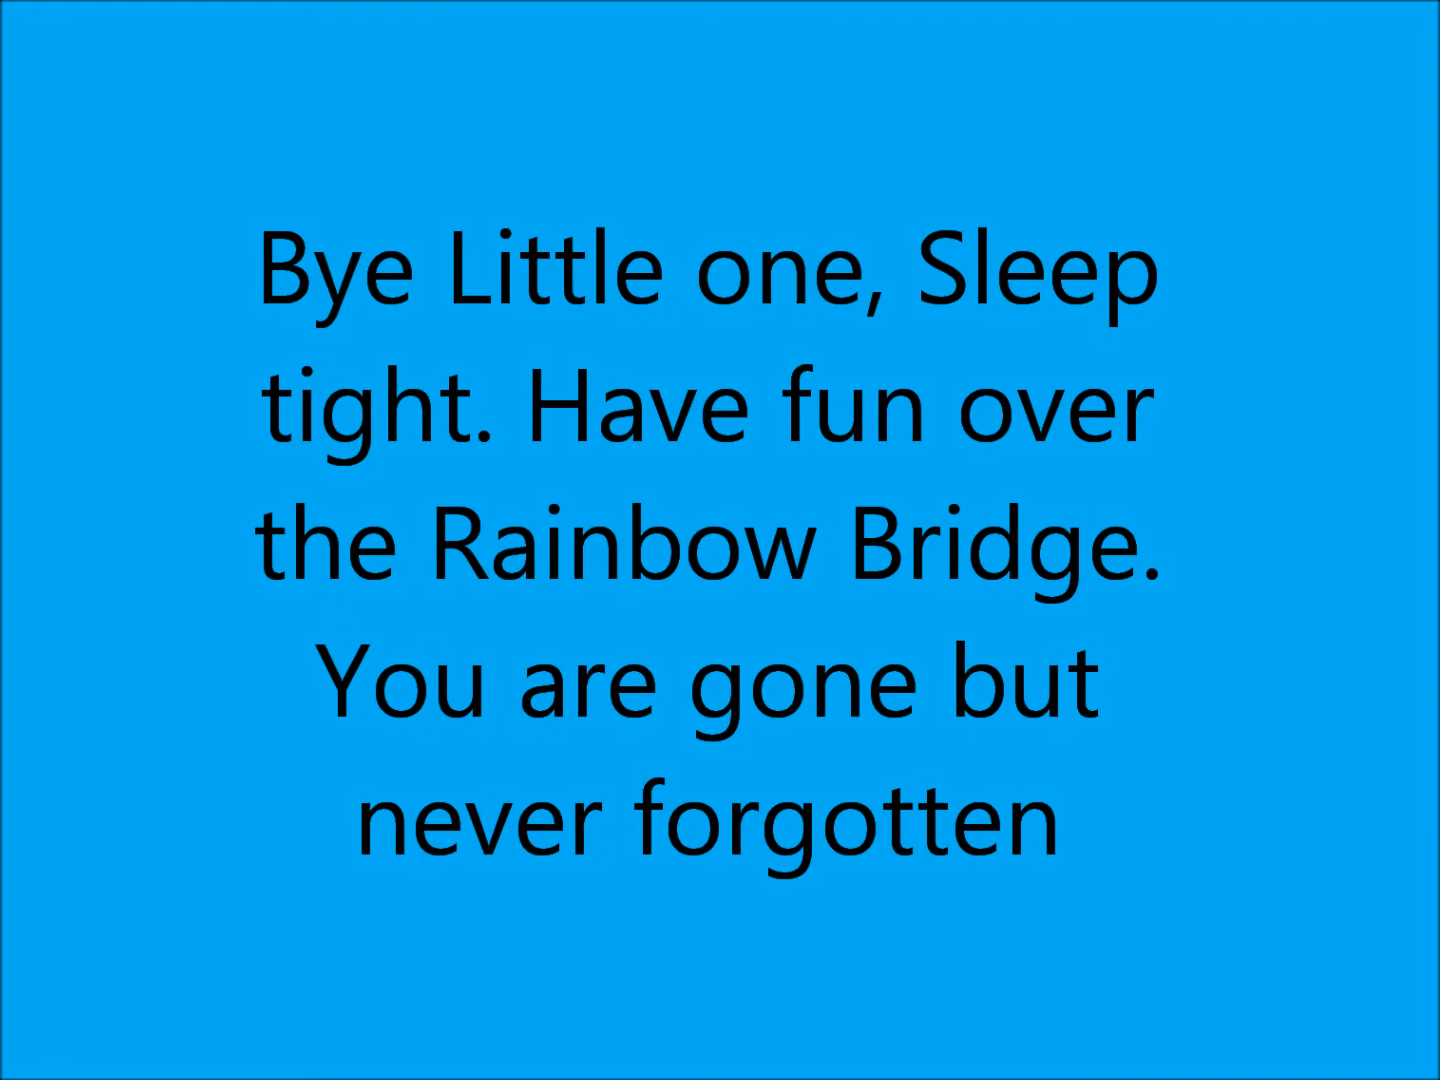 Bye Little one, Sleep
tight. Have fun over
the Rainbow Bridge.
You are gone but
never forgotten